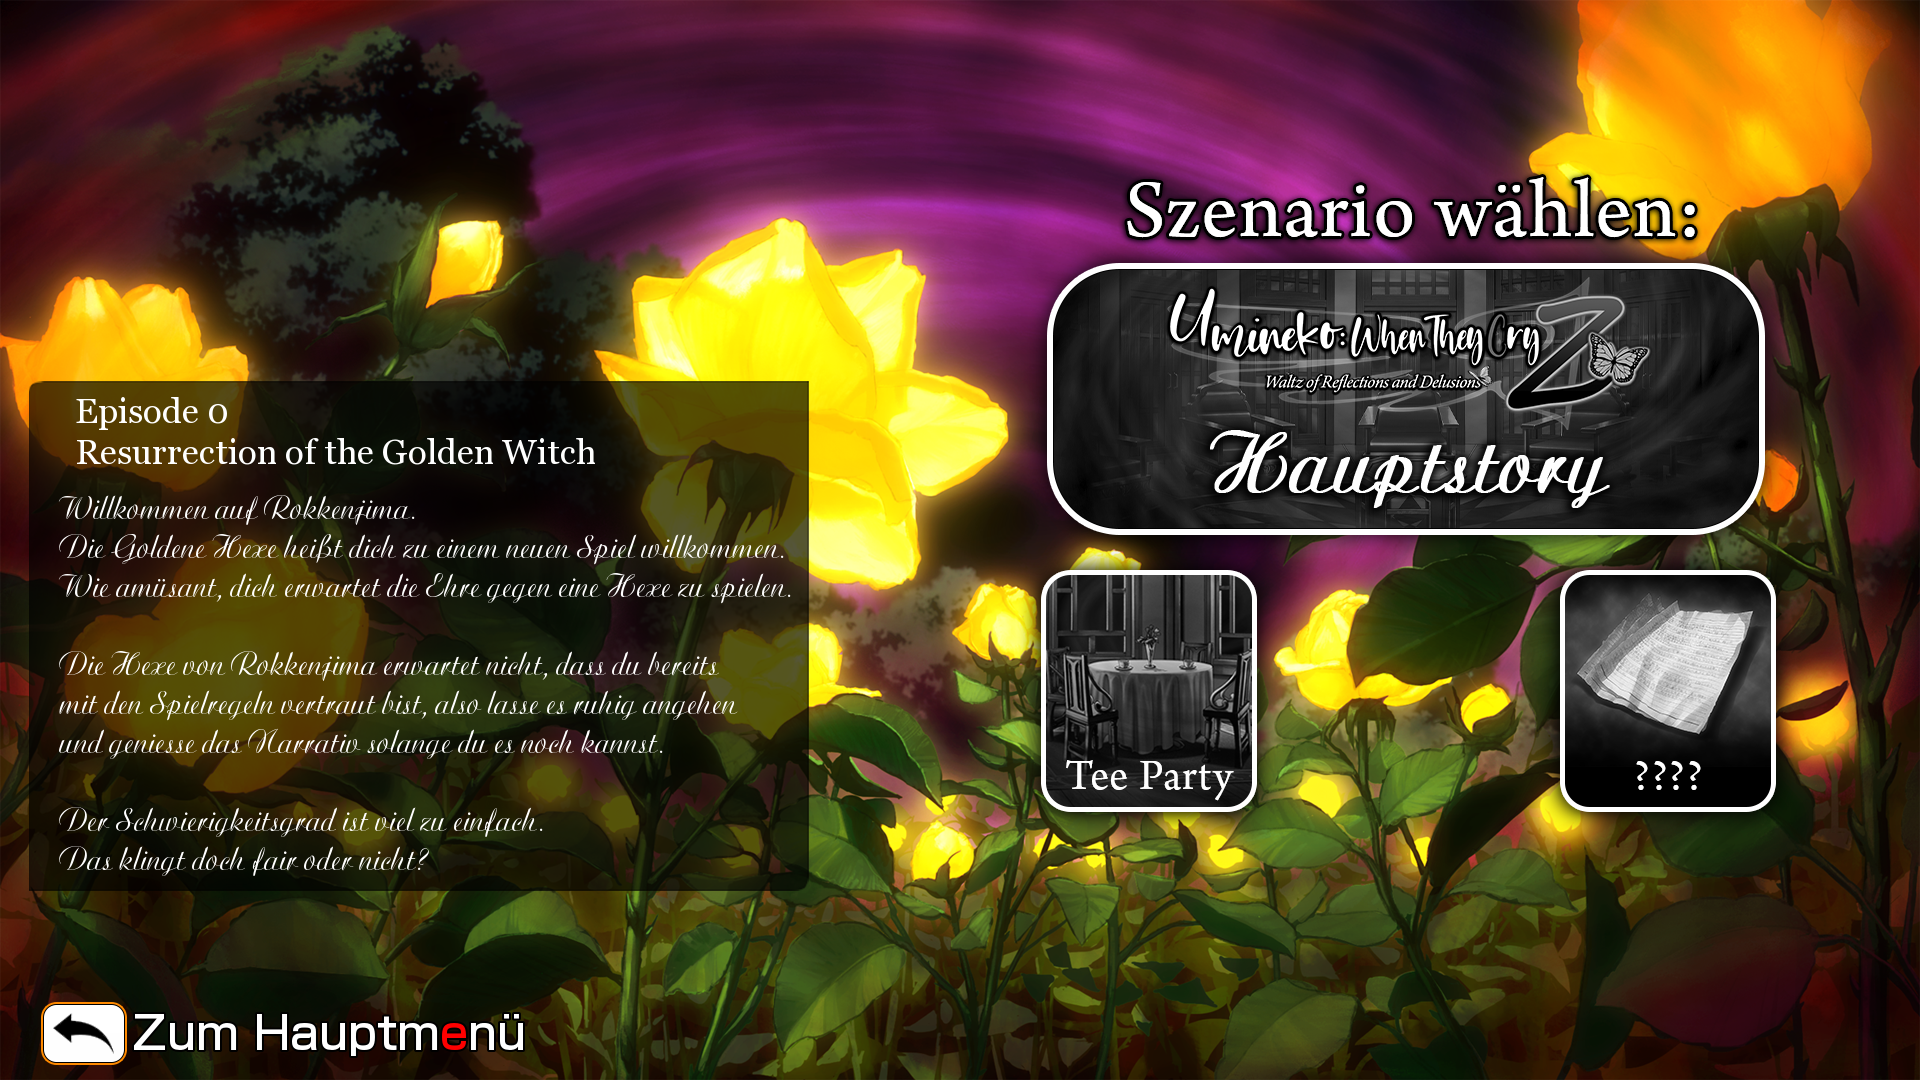 Szenario wählen:
Umineko: When They Cry Z
Waltz of Reflections and Delusions
Hauptstory
Episode 0
Resurrection of the Golden Witch
Willkommen auf Rokkenjima.
Die Goldene Hexe heißt dich zu einem neuen Spiel willkommen.
Wie amüsant, dich erwartet die Ehre gegen eine Hexe zu spielen.
Die Hexe von Rokkenjima erwartet nicht, dass du bereits
mit den Spielregeln vertraut bist, also lasse es ruhig angehen
und geniesse das Narrativ solange du es noch kannst.
Der Schwierigkeitsgrad ist viel zu einfach.
Das klingt doch fair oder nicht?
Tee Party
????
Zum Hauptmenü